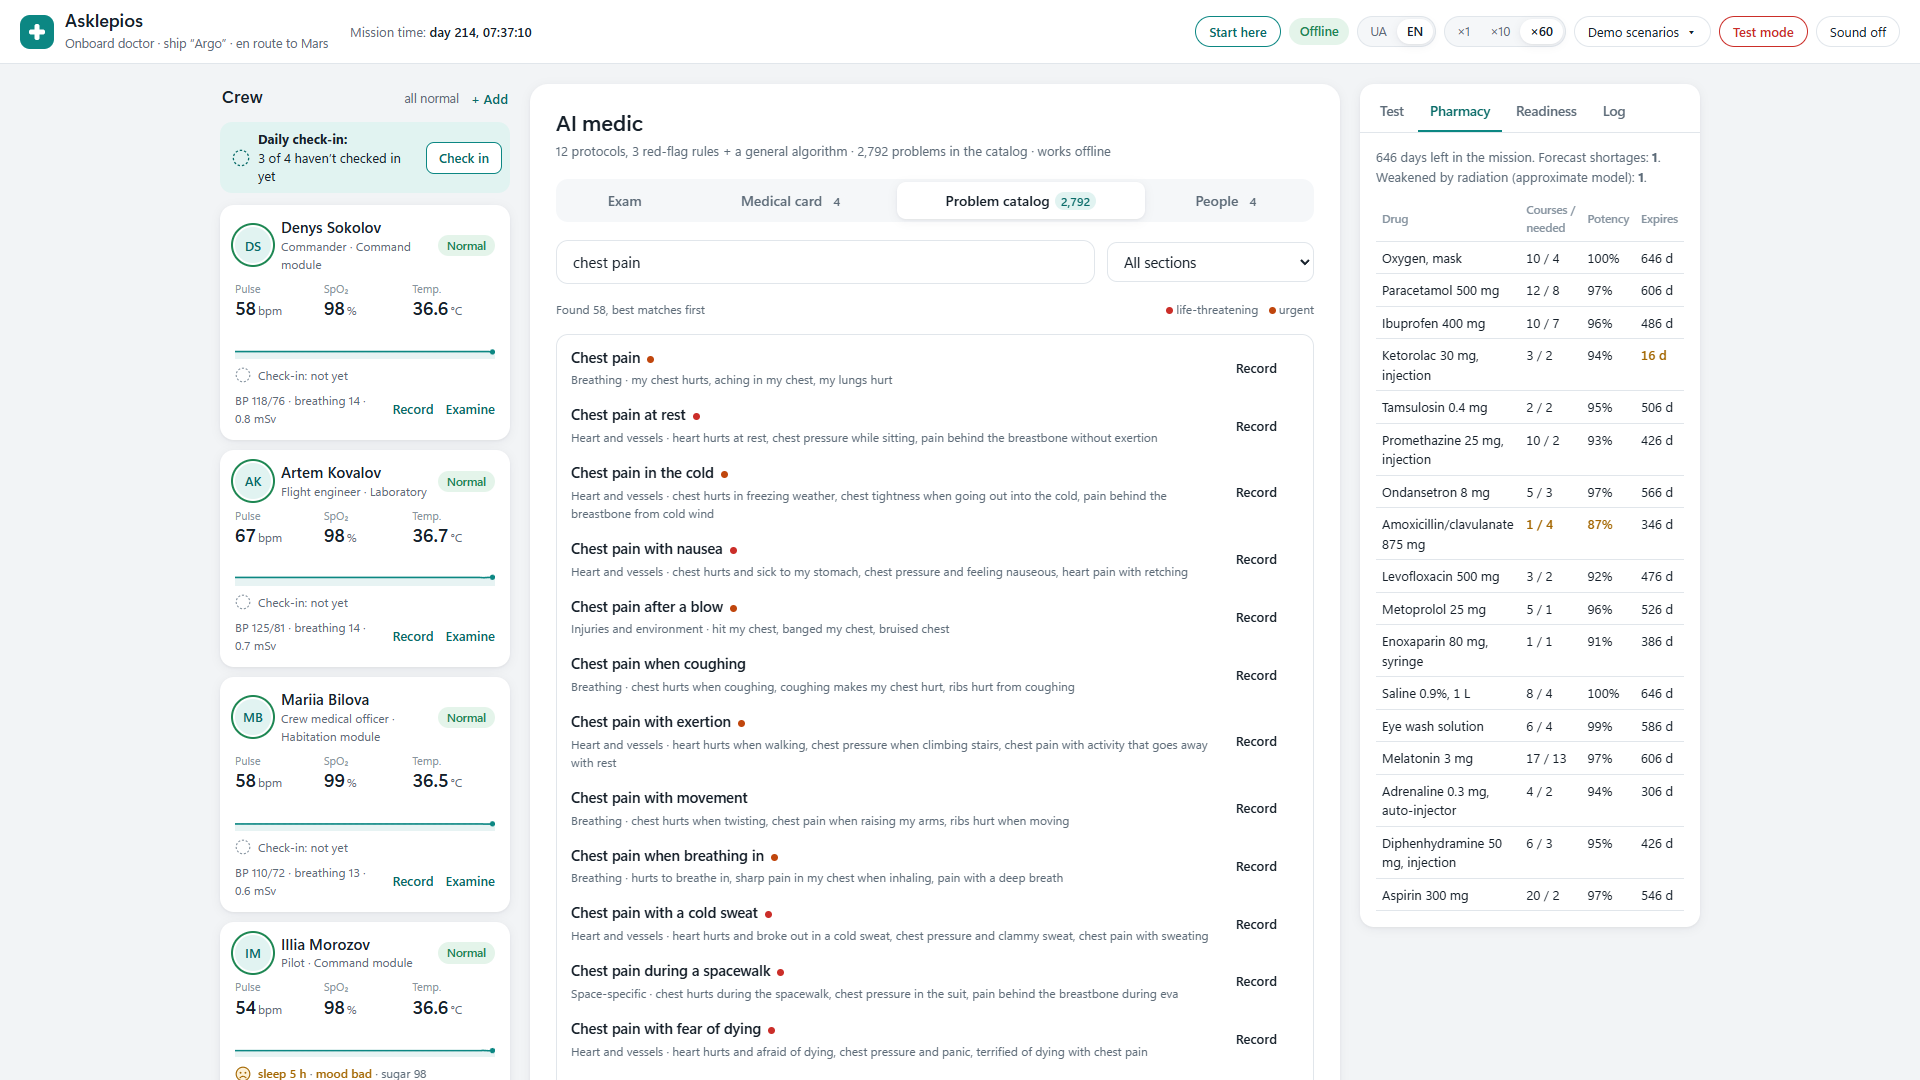 Asklepios
Onboard doctor · ship “Argo” · en route to Mars
Mission time: day 214, 07:37:10
Start here
Offline
UA EN
×1 ×10 ×60
Demo scenarios
Test mode
Sound off
Crew
all normal + Add
Daily check-in:
3 of 4 haven’t checked in
yet
Check in
DS
Denys Sokolov
Commander · Command
module
Normal
Pulse SpO₂ Temp.
58 bpm 98 % 36.6 °C
Check-in: not yet
BP 118/76 · breathing 14 ·
0.8 mSv
Record Examine
AK
Artem Kovalov
Flight engineer · Laboratory
Normal
Pulse SpO₂ Temp.
67 bpm 98 % 36.7 °C
Check-in: not yet
BP 125/81 · breathing 14 ·
0.7 mSv
Record Examine
MB
Mariia Bilova
Crew medical officer ·
Habitation module
Normal
Pulse SpO₂ Temp.
58 bpm 99 % 36.5 °C
Check-in: not yet
BP 110/72 · breathing 13 ·
0.6 mSv
Record Examine
IM
Illia Morozov
Pilot · Command module
Normal
Pulse SpO₂ Temp.
54 bpm 98 % 36.6 °C
sleep 5 h · mood bad · sugar 98
AI medic
12 protocols, 3 red-flag rules + a general algorithm · 2,792 problems in the catalog · works offline
Exam
Medical card 4
Problem catalog 2,792
People 4
chest pain
All sections
Found 58, best matches first
life-threatening urgent
Chest pain
Breathing · my chest hurts, aching in my chest, my lungs hurt
Record
Chest pain at rest
Heart and vessels · heart hurts at rest, chest pressure while sitting, pain behind the breastbone without exertion
Record
Chest pain in the cold
Heart and vessels · chest hurts in freezing weather, chest tightness when going out into the cold, pain behind the
breastbone from cold wind
Record
Chest pain with nausea
Heart and vessels · chest hurts and sick to my stomach, chest pressure and feeling nauseous, heart pain with retching
Record
Chest pain after a blow
Injuries and environment · hit my chest, banged my chest, bruised chest
Record
Chest pain when coughing
Breathing · chest hurts when coughing, coughing makes my chest hurt, ribs hurt from coughing
Record
Chest pain with exertion
Heart and vessels · heart hurts when walking, chest pressure when climbing stairs, chest pain with activity that goes away
with rest
Record
Chest pain with movement
Breathing · chest hurts when twisting, chest pain when raising my arms, ribs hurt when moving
Record
Chest pain when breathing in
Breathing · hurts to breathe in, sharp pain in my chest when inhaling, pain with a deep breath
Record
Chest pain with a cold sweat
Heart and vessels · heart hurts and broke out in a cold sweat, chest pressure and clammy sweat, chest pain with sweating
Record
Chest pain during a spacewalk
Space-specific · chest hurts during the spacewalk, chest pressure in the suit, pain behind the breastbone during eva
Record
Chest pain with fear of dying
Heart and vessels · heart hurts and afraid of dying, chest pressure and panic, terrified of dying with chest pain
Record
Test Pharmacy Readiness Log
646 days left in the mission. Forecast shortages: 1.
Weakened by radiation (approximate model): 1.
Drug Courses / needed Potency Expires
Oxygen, mask 10 / 4 100% 646 d
Paracetamol 500 mg 12 / 8 97% 606 d
Ibuprofen 400 mg 10 / 7 96% 486 d
Ketorolac 30 mg, injection 3 / 2 94% 16 d
Tamsulosin 0.4 mg 2 / 2 95% 506 d
Promethazine 25 mg, injection 10 / 2 93% 426 d
Ondansetron 8 mg 5 / 3 97% 566 d
Amoxicillin/clavulanate 875 mg 1 / 4 87% 346 d
Levofloxacin 500 mg 3 / 2 92% 476 d
Metoprolol 25 mg 5 / 1 96% 526 d
Enoxaparin 80 mg, syringe 1 / 1 91% 386 d
Saline 0.9%, 1 L 8 / 4 100% 646 d
Eye wash solution 6 / 4 99% 586 d
Melatonin 3 mg 17 / 13 97% 606 d
Adrenaline 0.3 mg, auto-injector 4 / 2 94% 306 d
Diphenhydramine 50 mg, injection 6 / 3 95% 426 d
Aspirin 300 mg 20 / 2 97% 546 d